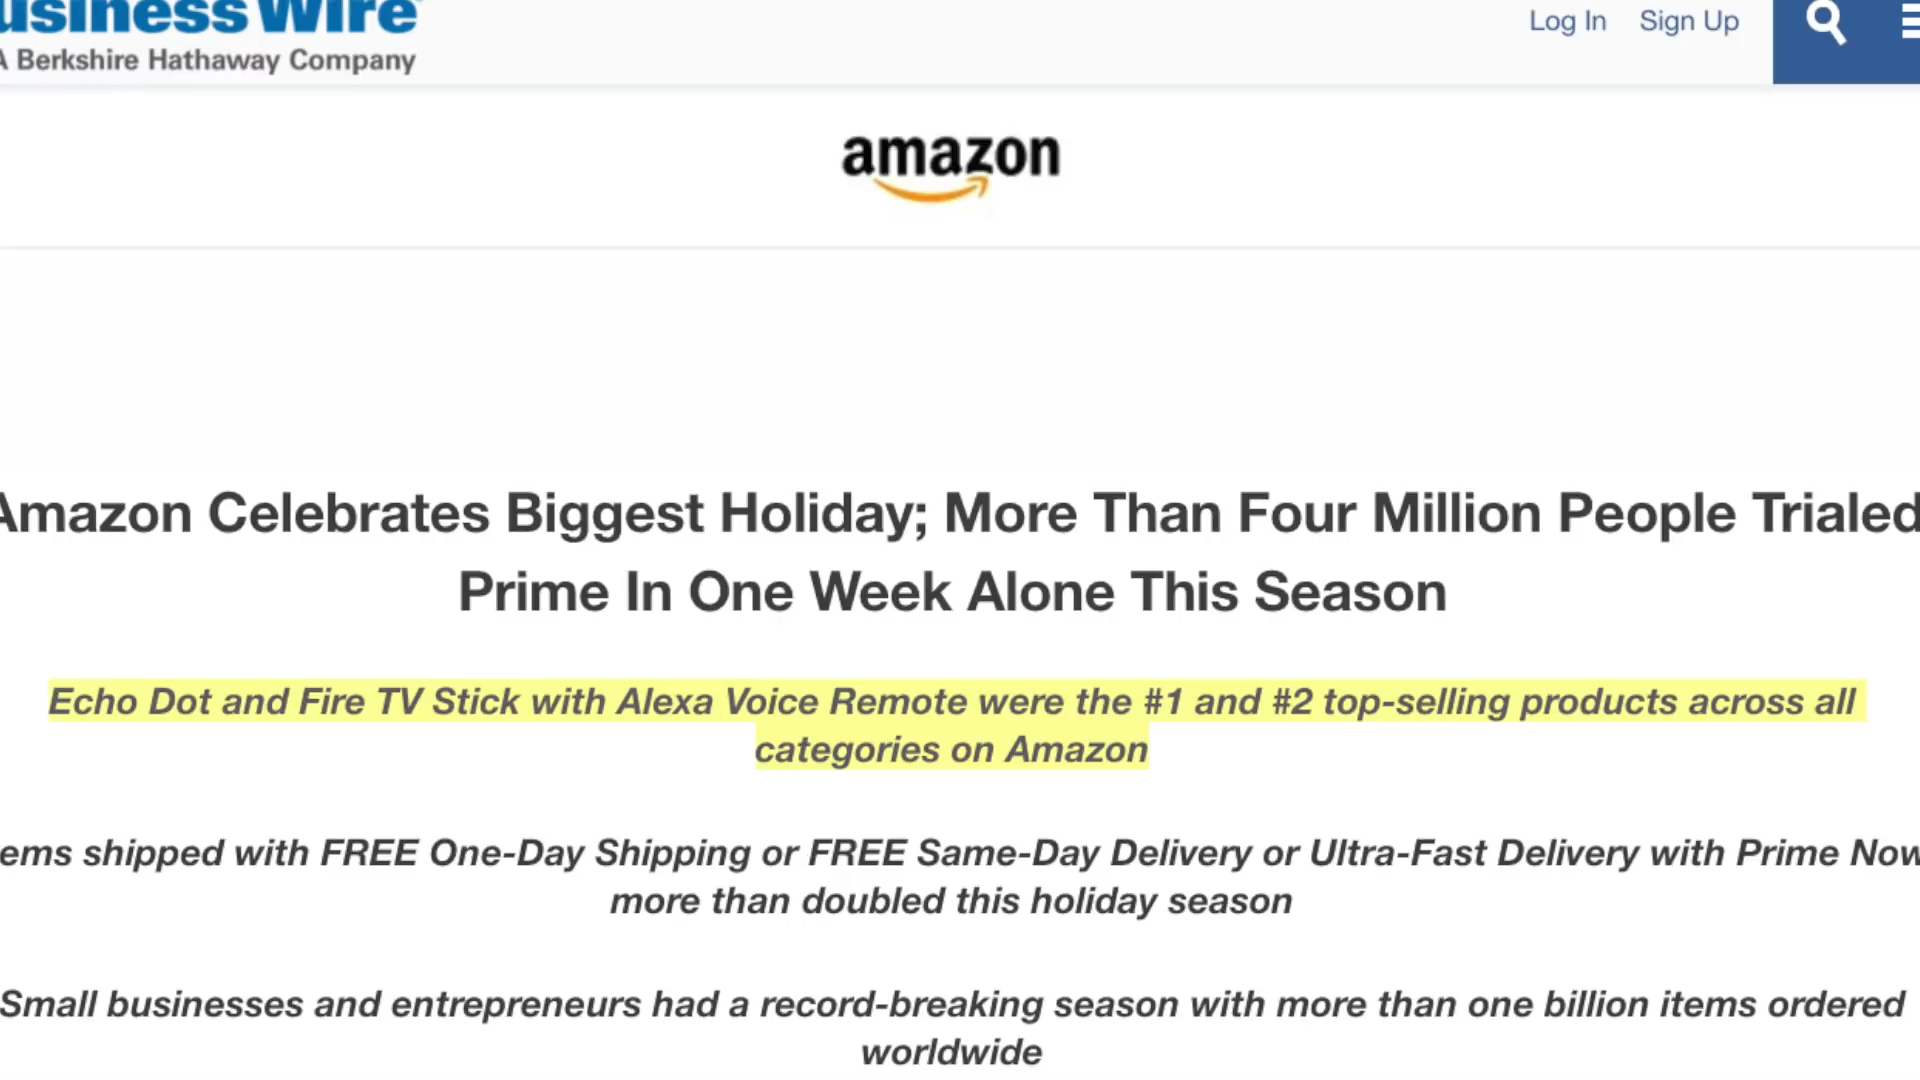 usiness Wire
A Berkshire Hathaway Company
Log In Sign Up
amazon
Amazon Celebrates Biggest Holiday; More Than Four Million People Trialed
Prime In One Week Alone This Season
Echo Dot and Fire TV Stick with Alexa Voice Remote were the #1 and #2 top-selling products across all
categories on Amazon
ems shipped with FREE One-Day Shipping or FREE Same-Day Delivery or Ultra-Fast Delivery with Prime Now
more than doubled this holiday season
Small businesses and entrepreneurs had a record-breaking season with more than one billion items ordered
worldwide